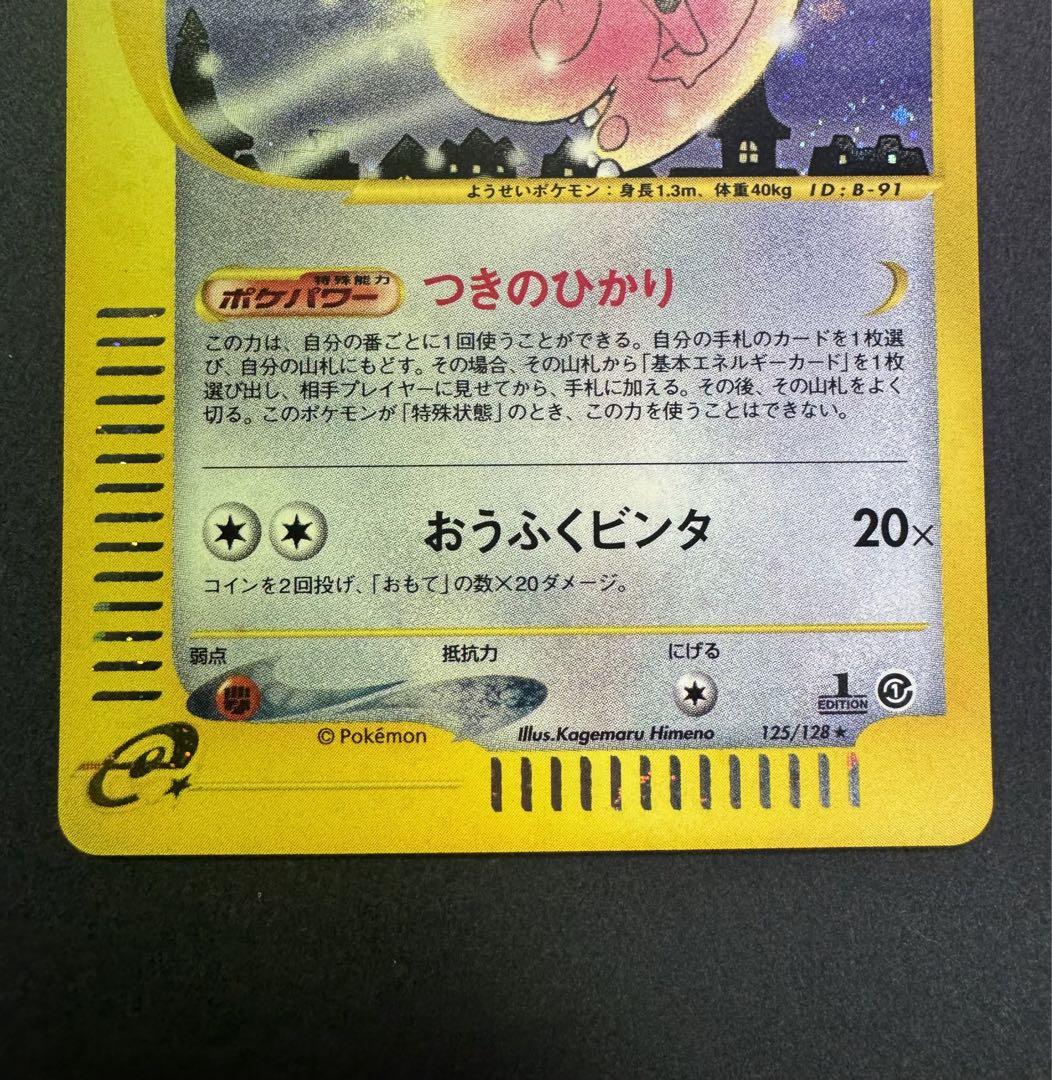 ようせいポケモン：身長1.3m、体重40kg ID：B-91
特殊能力
ポケパワー つきのひかり
この力は、自分の番ごとに1回使うことができる。自分の手札のカードを1枚選
び、自分の山札にもどす。その場合、その山札から「基本エネルギーカード」を1枚
選び出し、相手プレイヤーに見せてから、手札に加える。その後、その山札をよく
切る。このポケモンが「特殊状態」のとき、この力を使うことはできない。
おうふくビンタ 20×
コインを2回投げ、「おもて」の数×20ダメージ。
弱点 抵抗力 にげる
1
EDITION 1
©Pokémon Illus.Kagemaru Himeno 125/128★
e